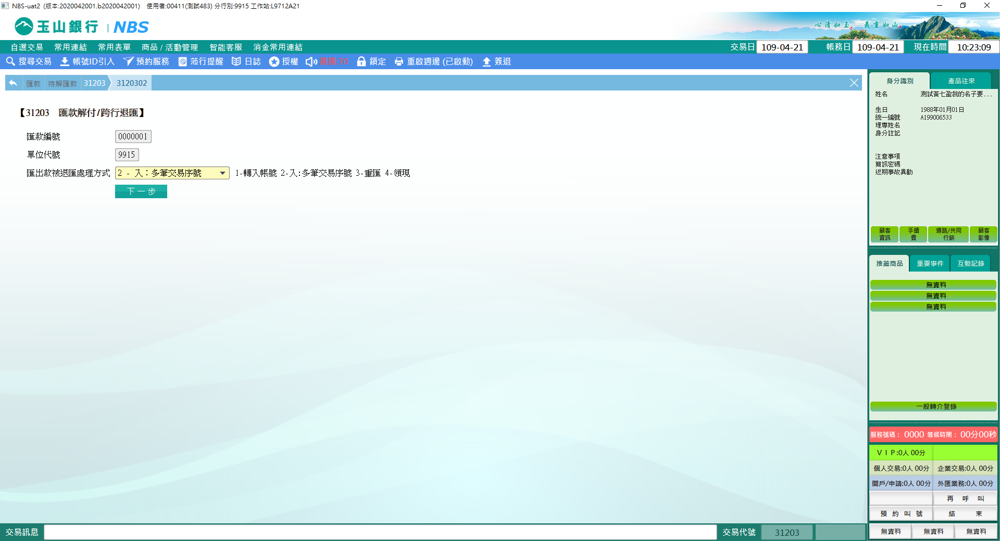 NBS-uat2 (版本:2020042001.b2020042001) 使用者:00411(測試483) 分行別:9915 工作站:L9712A21
玉山銀行 | NBS
心清如玉 義重如山
自選交易 常用連結 常用表單 商品 / 活動管理 智能客服 消金常用連結 交易日 109-04-21 帳務日 109-04-21 現在時間 10:23:09
搜尋交易 帳號ID引入 預約服務 蒞行提醒 日誌 授權 廣播:70 鎖定 重啟週邊 (已啟動) 簽退
匯款 待解匯款 31203 3120302
【31203 匯款解付/跨行退匯】
匯款編號 0000001
單位代號 9915
匯出款被退匯處理方式 2 - 入：多筆交易序號 1-轉入帳號 2-入:多筆交易序號 3-重匯 4-領現
下一步
身分識別 產品往來
姓名 測試黃七盈我的名子要...
生日 1988年01月01日
統一編號 A199006533
理專姓名
身分註記
注意事項
簡訊密碼
近期事故異動
顧客資訊 手續費 通路/共同行銷 顧客影像
推薦商品 重要事件 互動記錄
無資料
無資料
無資料
一般轉介登錄
服務號碼： 0000 等候時間： 00分00秒
ＶＩＰ:0人 00分
個人交易:0人 00分 企業交易:0人 00分
開戶/申請:0人 00分 外匯業務:0人 00分
再呼叫
預約叫號 結束
無資料 無資料 無資料
交易訊息 交易代號 31203